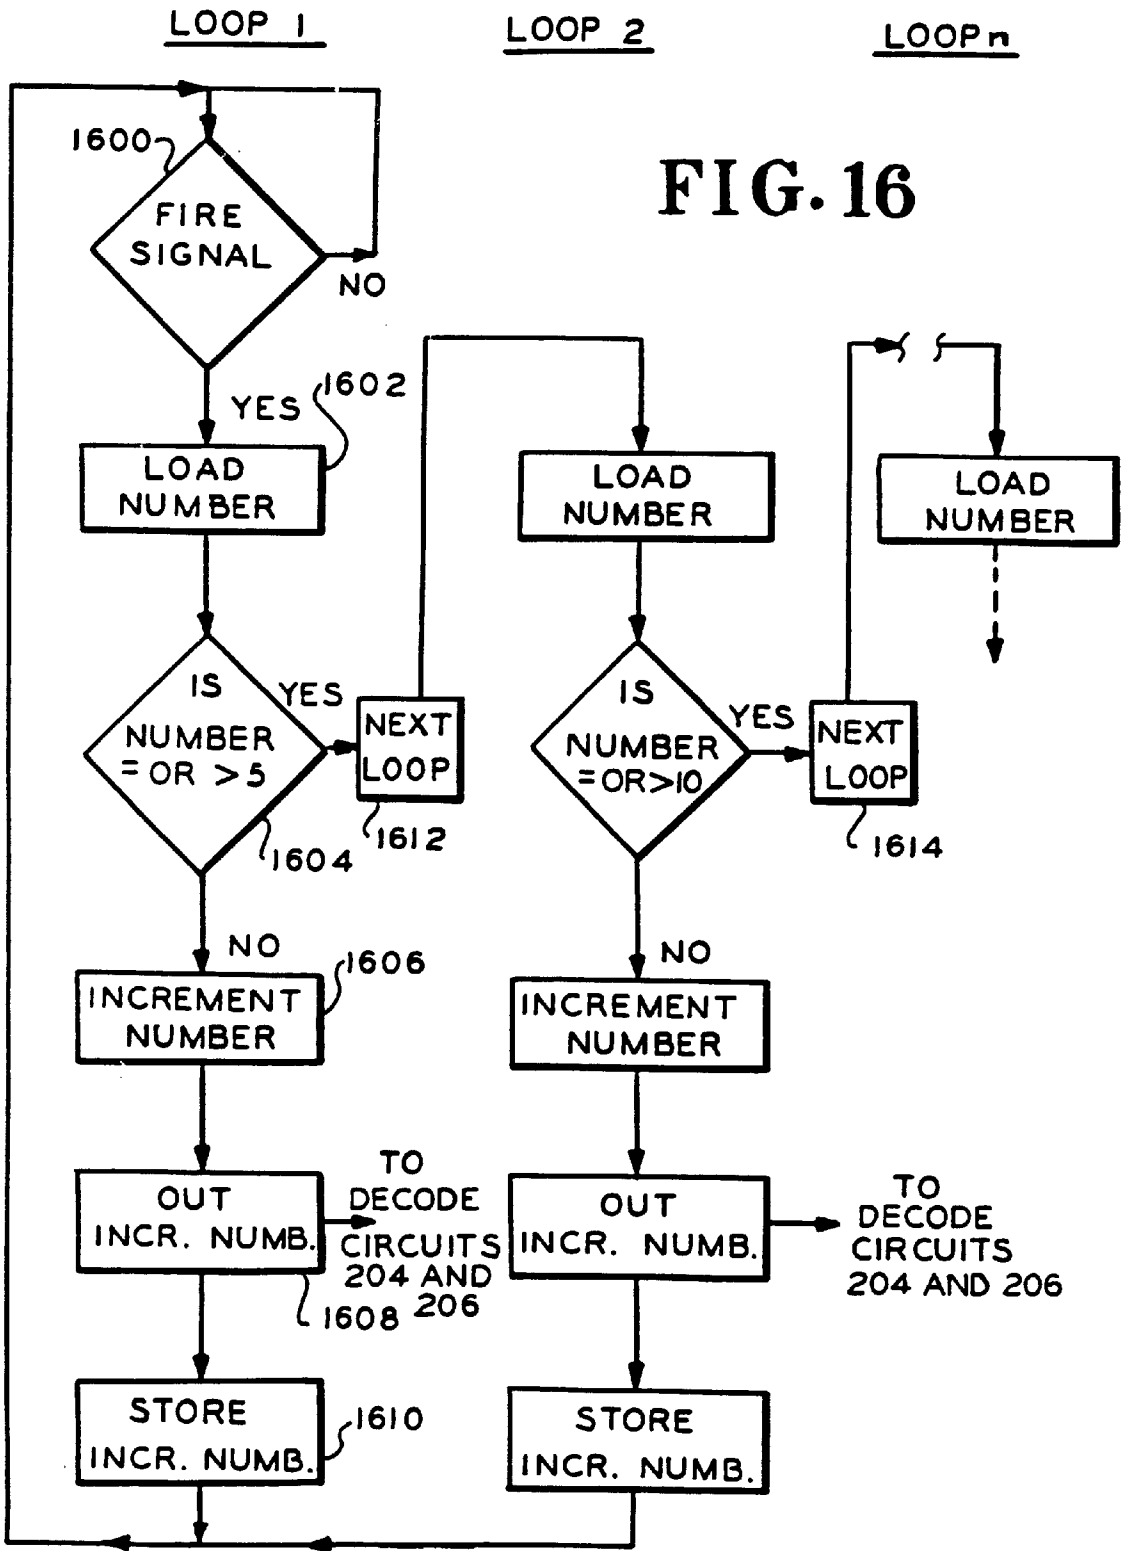 LOOP 1
LOOP 2
LOOP n
FIG. 16
1600
FIRE
SIGNAL
NO
YES
1602
LOAD
NUMBER
IS
NUMBER
= OR > 5
YES
1604
NEXT
LOOP
1612
NO
1606
INCREMENT
NUMBER
OUT
INCR. NUMB.
1608
TO
DECODE
CIRCUITS
204 AND
206
STORE
INCR. NUMB.
1610
LOAD
NUMBER
IS
NUMBER
= OR >10
YES
NEXT
LOOP
1614
NO
INCREMENT
NUMBER
OUT
INCR. NUMB.
TO
DECODE
CIRCUITS
204 AND 206
STORE
INCR. NUMB.
LOAD
NUMBER